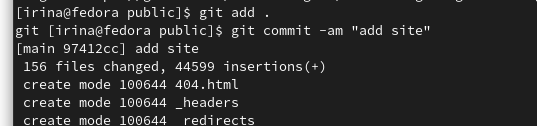 [irina@fedora public]$ git add .
git [irina@fedora public]$ git commit -am "add site"
[main 97412cc] add site
 156 files changed, 44599 insertions(+)
 create mode 100644 404.html
 create mode 100644 _headers
 create mode 100644 _redirects